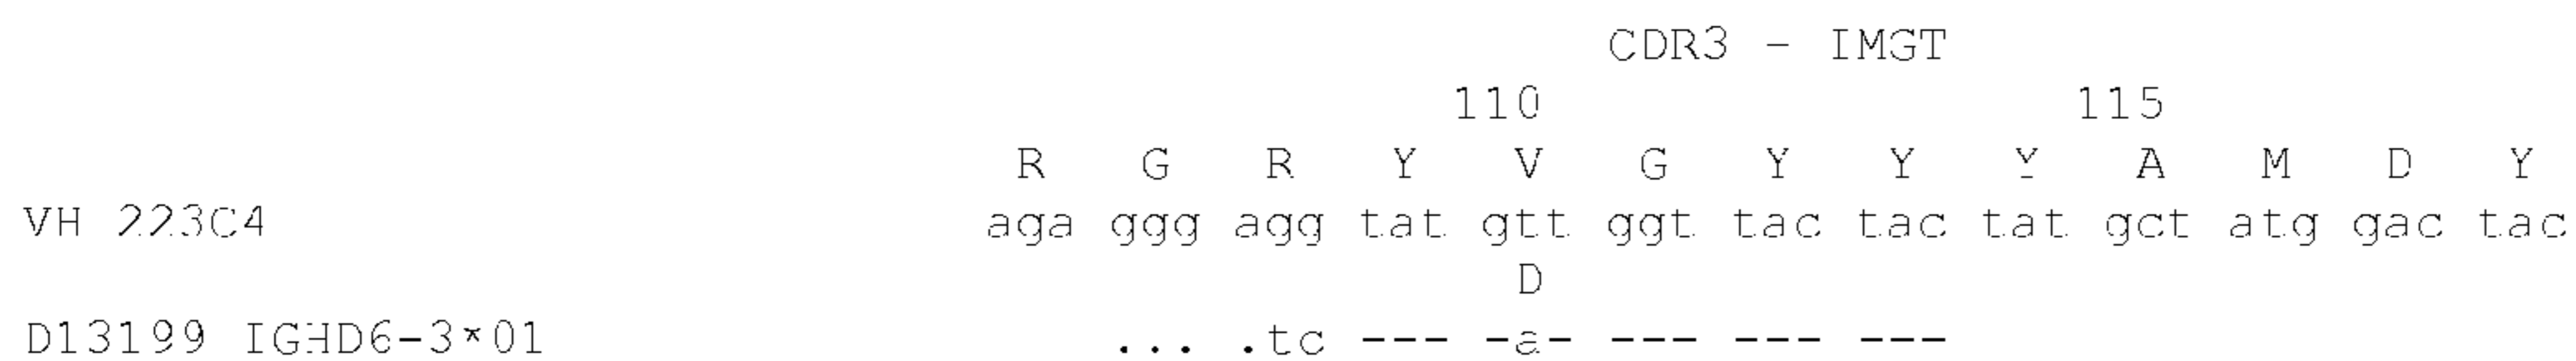 CDR3 - IMGT
110 115
R G R Y V G Y Y Y A M D Y
VH 223C4 aga ggg agg tat gtt ggt tac tac tat gct atg gac tac
D
D13199 IGHD6-3*01 ... .tc --- -a- --- --- ---